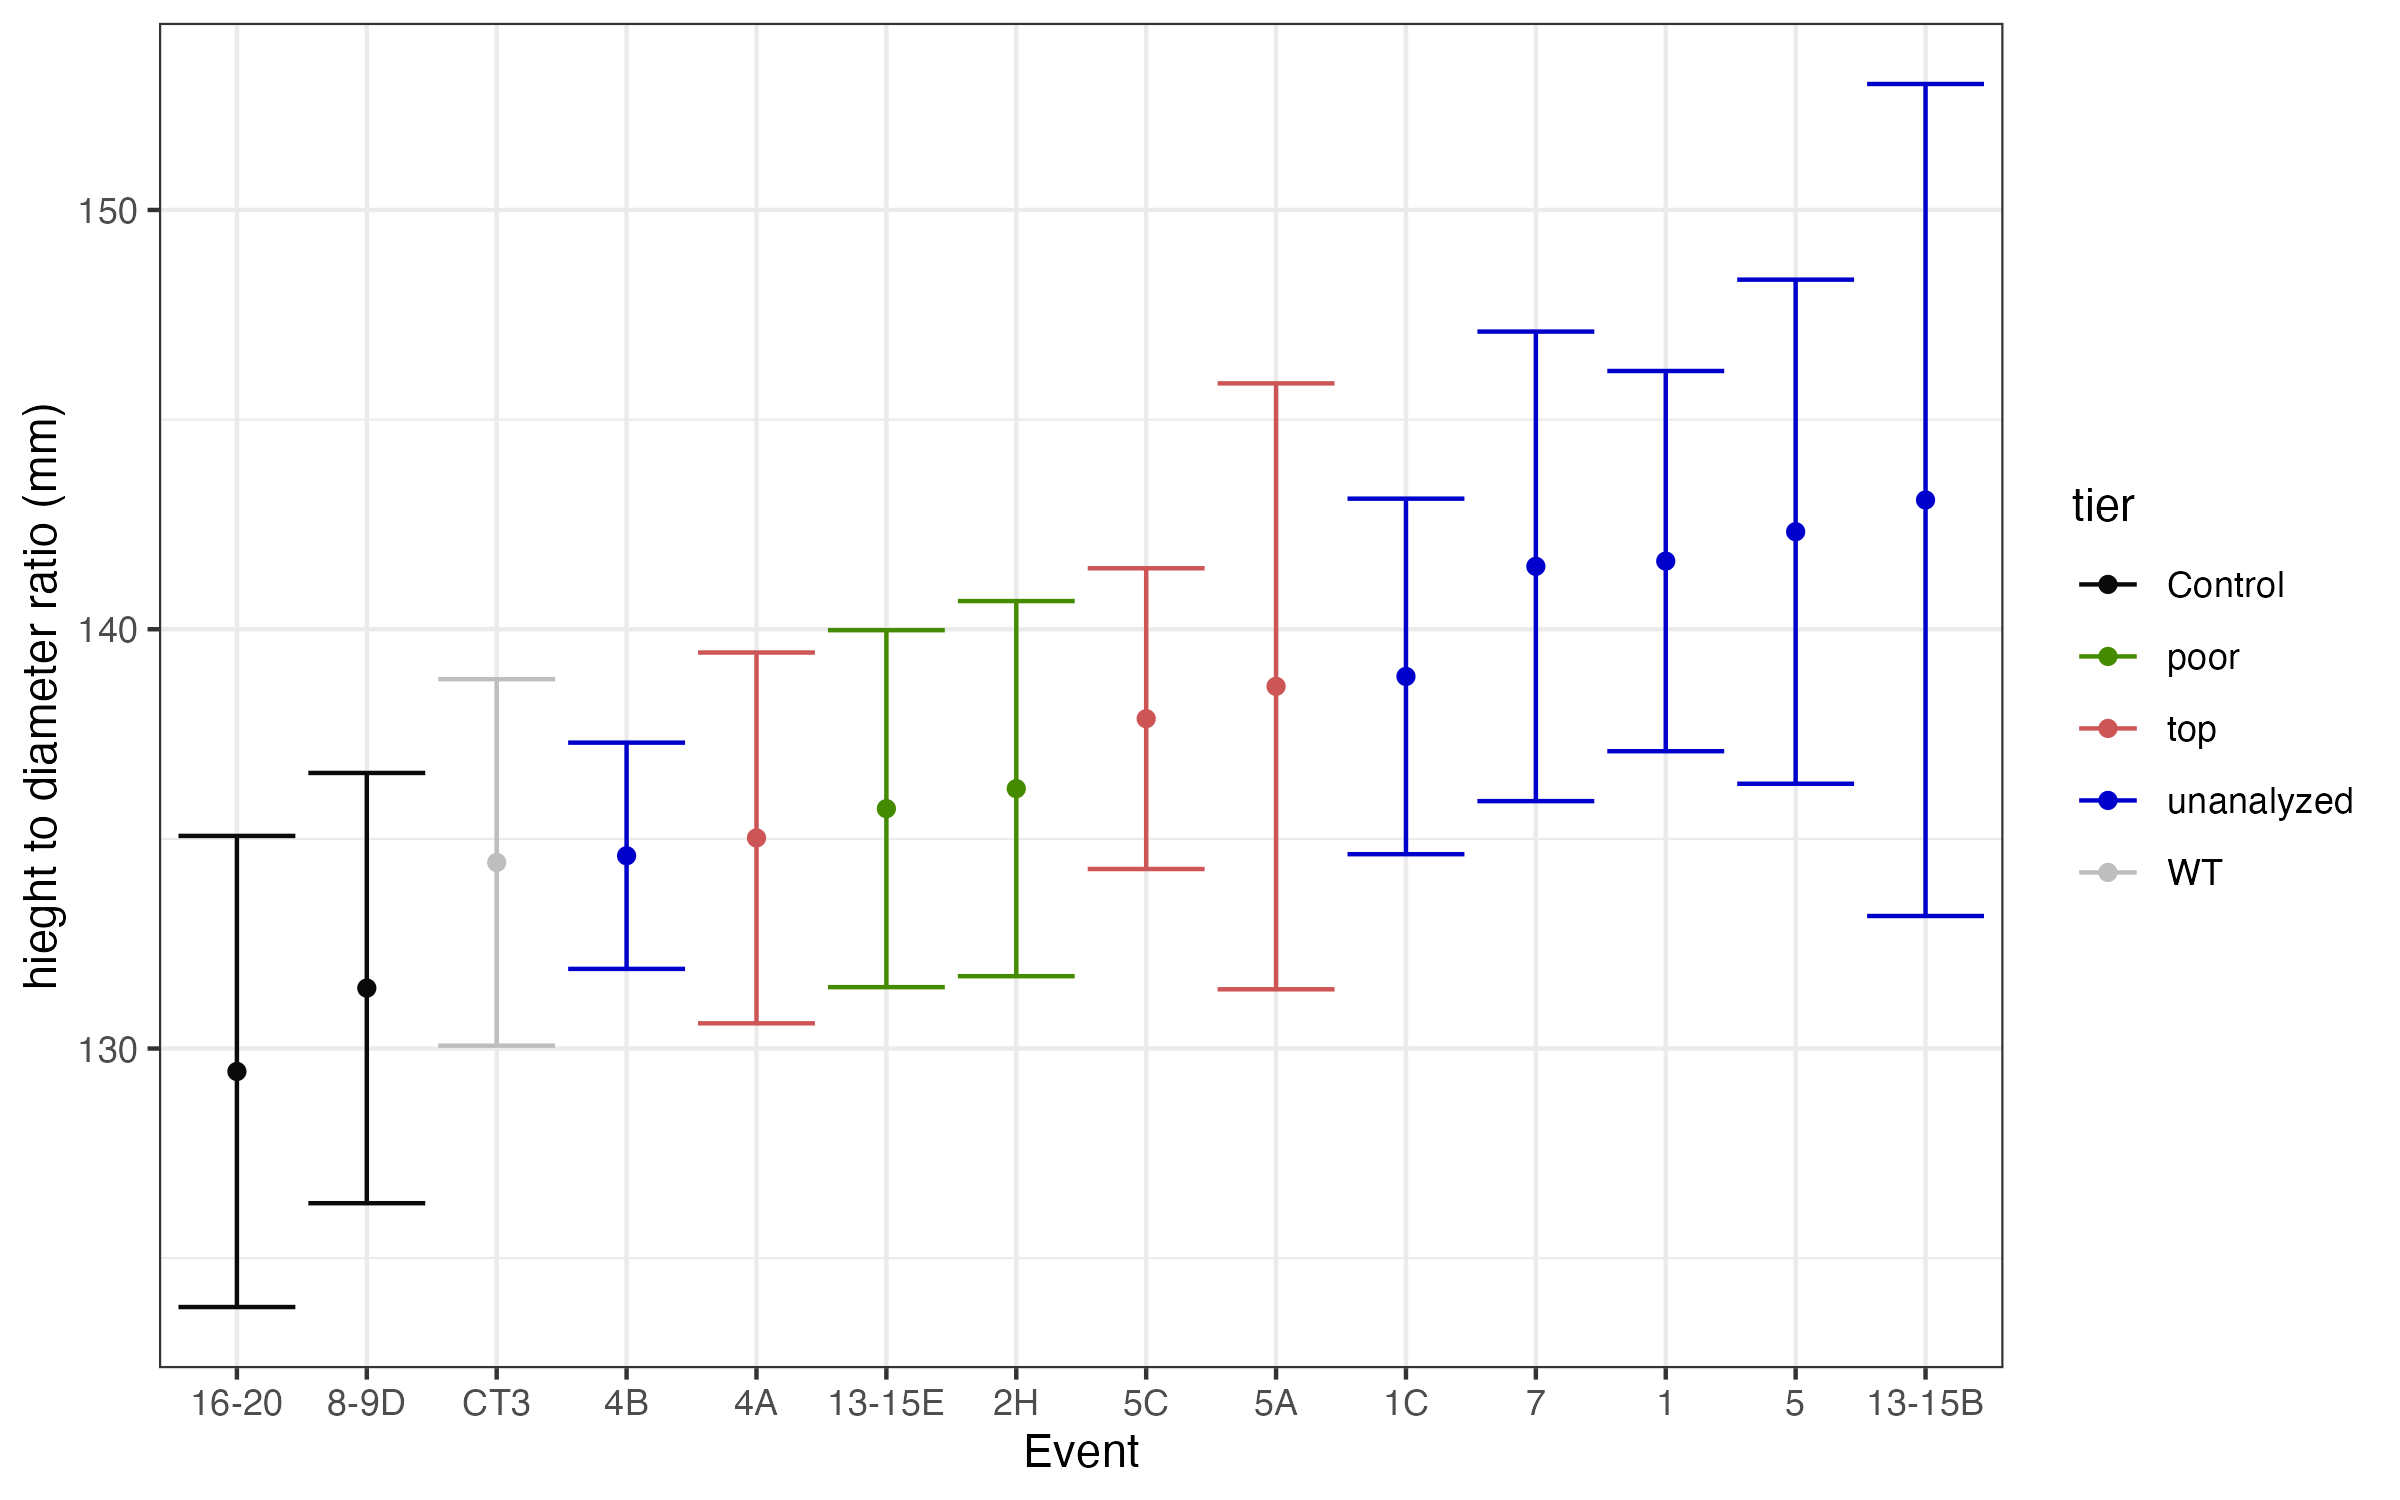 hieght to diameter ratio (mm)
150
140
130
16-20 8-9D CT3 4B 4A 13-15E 2H 5C 5A 1C 7 1 5 13-15B
Event
tier
Control
poor
top
unanalyzed
WT